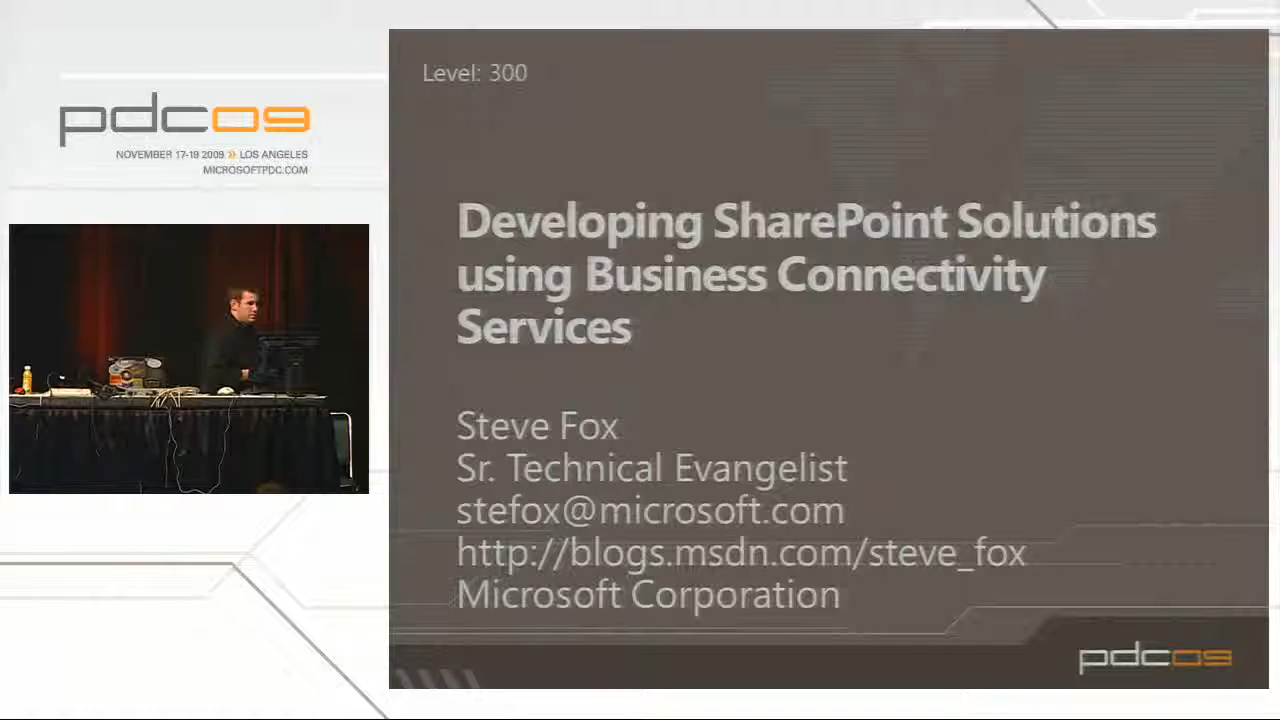 pdc09
NOVEMBER 17-19 2009 » LOS ANGELES
MICROSOFTPDC.COM
Level: 300
Developing SharePoint Solutions
using Business Connectivity
Services
Steve Fox
Sr. Technical Evangelist
stefox@microsoft.com
http://blogs.msdn.com/steve_fox
Microsoft Corporation
pdc09